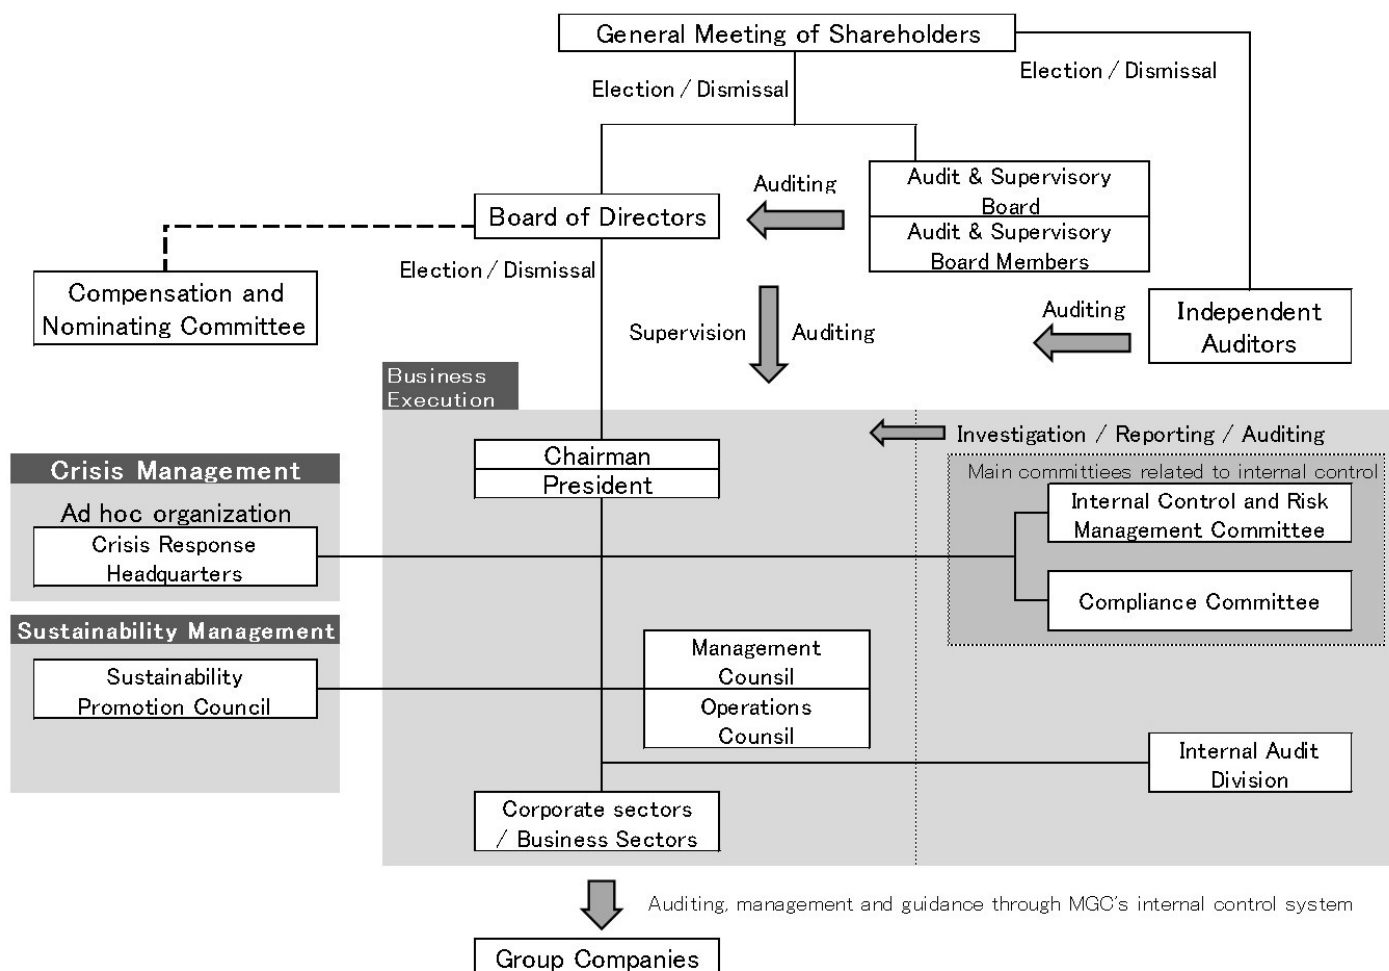 General Meeting of Shareholders
Election / Dismissal
Election / Dismissal
Auditing
Audit & Supervisory
Board
Audit & Supervisory
Board Members
Board of Directors
Election / Dismissal
Compensation and
Nominating Committee
Supervision
Auditing
Auditing
Independent
Auditors
Business
Execution
Investigation / Reporting / Auditing
Chairman
President
Crisis Management
Ad hoc organization
Crisis Response
Headquarters
Main committiees related to internal control
Internal Control and Risk
Management Committee
Compliance Committee
Sustainability Management
Sustainability
Promotion Council
Management
Counsil
Operations
Counsil
Internal Audit
Division
Corporate sectors
/ Business Sectors
Auditing, management and guidance through MGC's internal control system
Group Companies